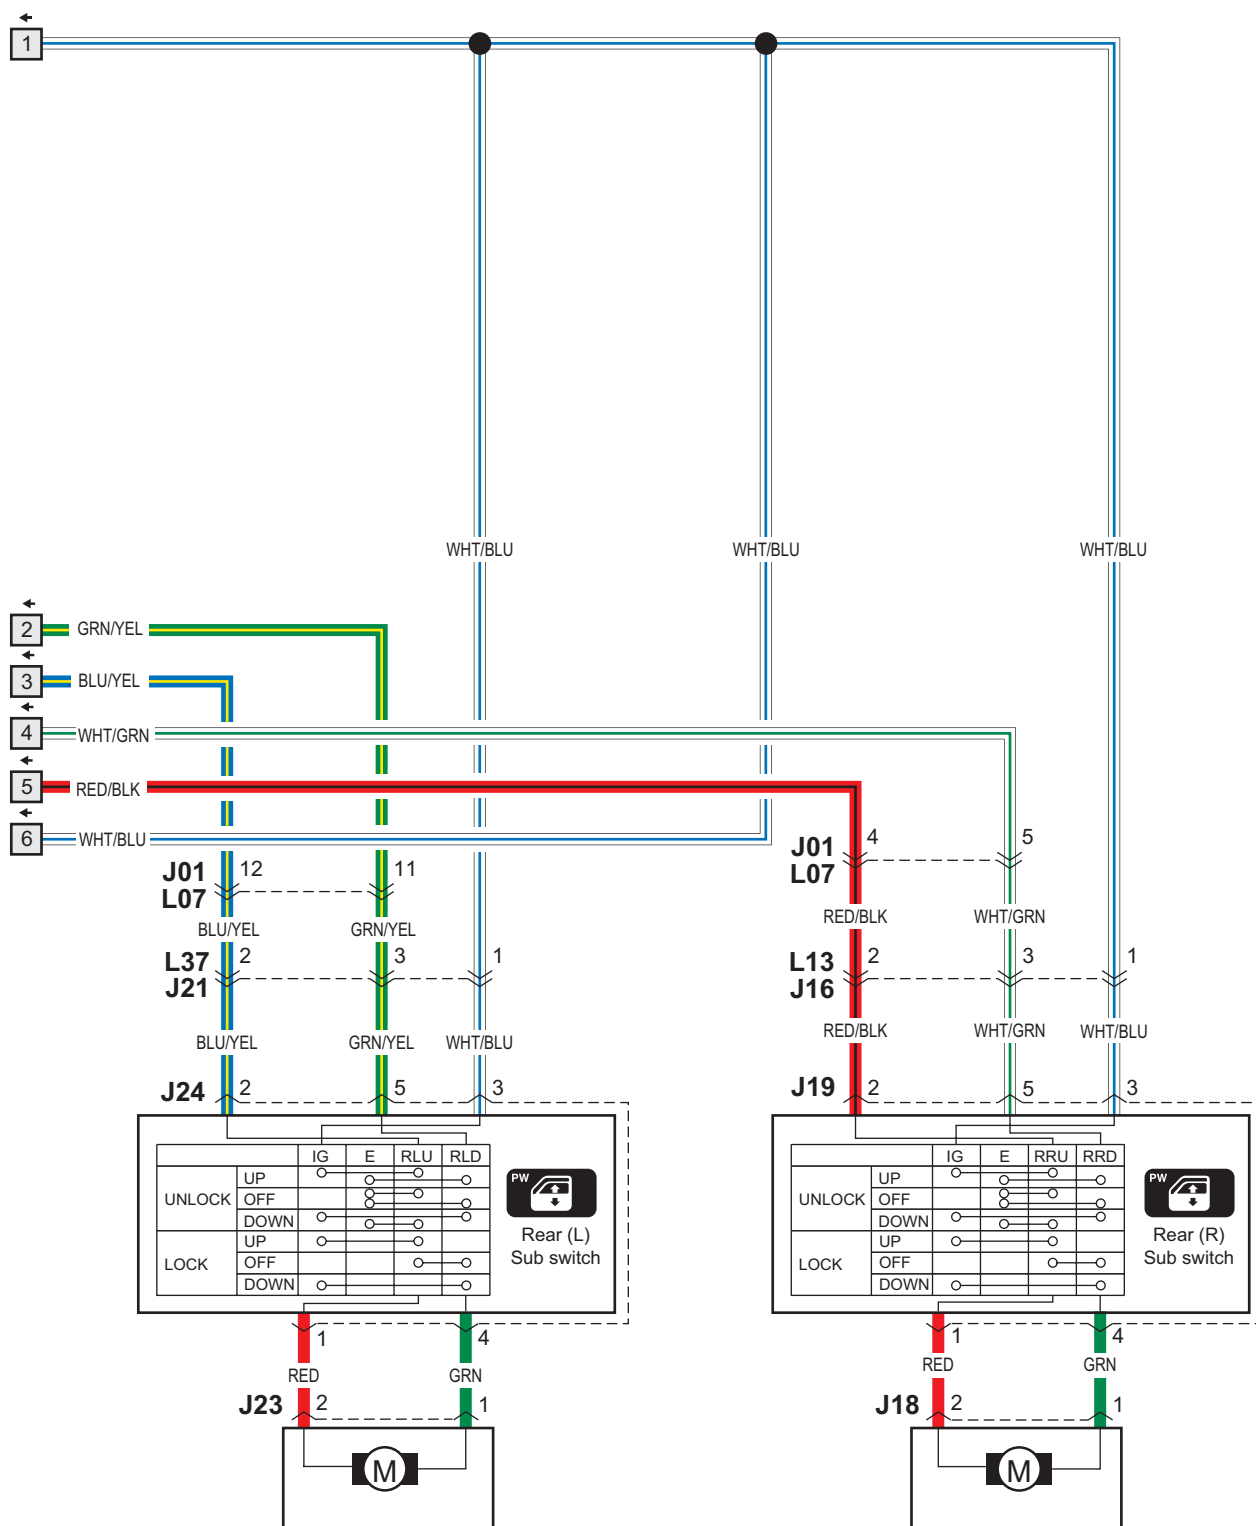 1
WHT/BLU WHT/BLU WHT/BLU
2 GRN/YEL
3 BLU/YEL
4 WHT/GRN
5 RED/BLK
6 WHT/BLU
J01 12 11
L07
J01 4 5
L07
BLU/YEL GRN/YEL
RED/BLK WHT/GRN
L37 2 3 1
J21
L13 2 3 1
J16
BLU/YEL GRN/YEL WHT/BLU
RED/BLK WHT/GRN WHT/BLU
J24 2 5 3
J19 2 5 3
IG E RLU RLD
UNLOCK
UP
OFF
DOWN
LOCK
UP
OFF
DOWN
PW
Rear (L)
Sub switch
IG E RRU RRD
UNLOCK
UP
OFF
DOWN
LOCK
UP
OFF
DOWN
PW
Rear (R)
Sub switch
1 4
RED GRN
J23 2 1
M
1 4
RED GRN
J18 2 1
M